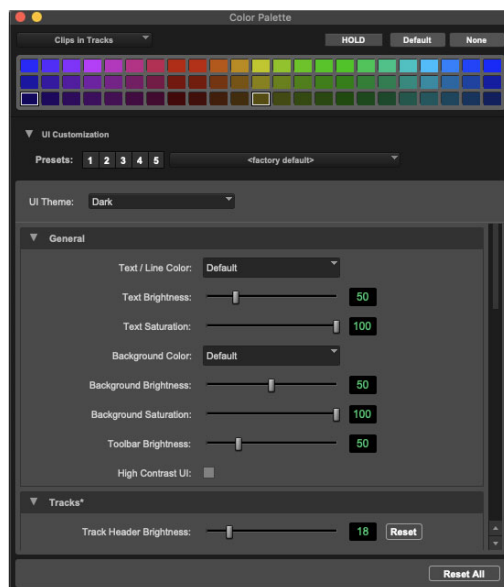 Color Palette
Clips in Tracks HOLD Default None
UI Customization
Presets: 1 2 3 4 5 <factory default>
UI Theme: Dark
General
Text / Line Color: Default
Text Brightness: 50
Text Saturation: 100
Background Color: Default
Background Brightness: 50
Background Saturation: 100
Toolbar Brightness: 50
High Contrast UI:
Tracks*
Track Header Brightness: 18 Reset
Reset All